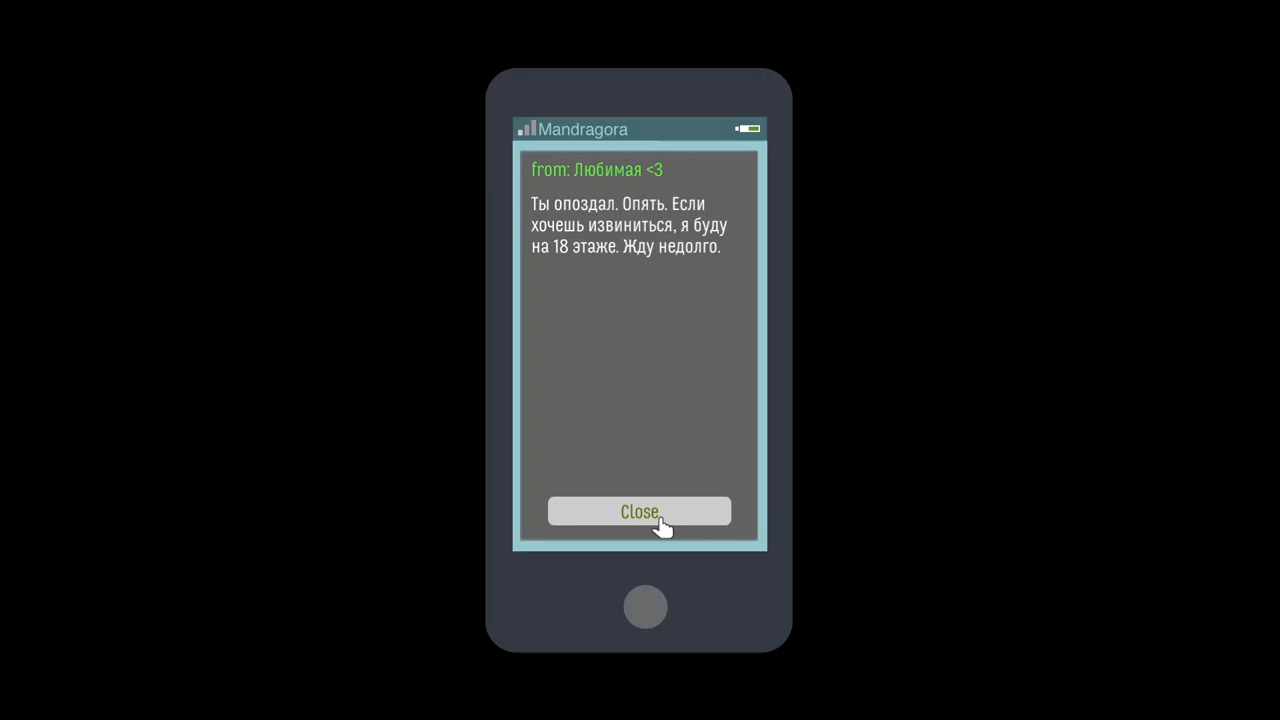 Mandragora
from: Любимая <3
Ты опоздал. Опять. Если
хочешь извиниться, я буду
на 18 этаже. Жду недолго.
Close